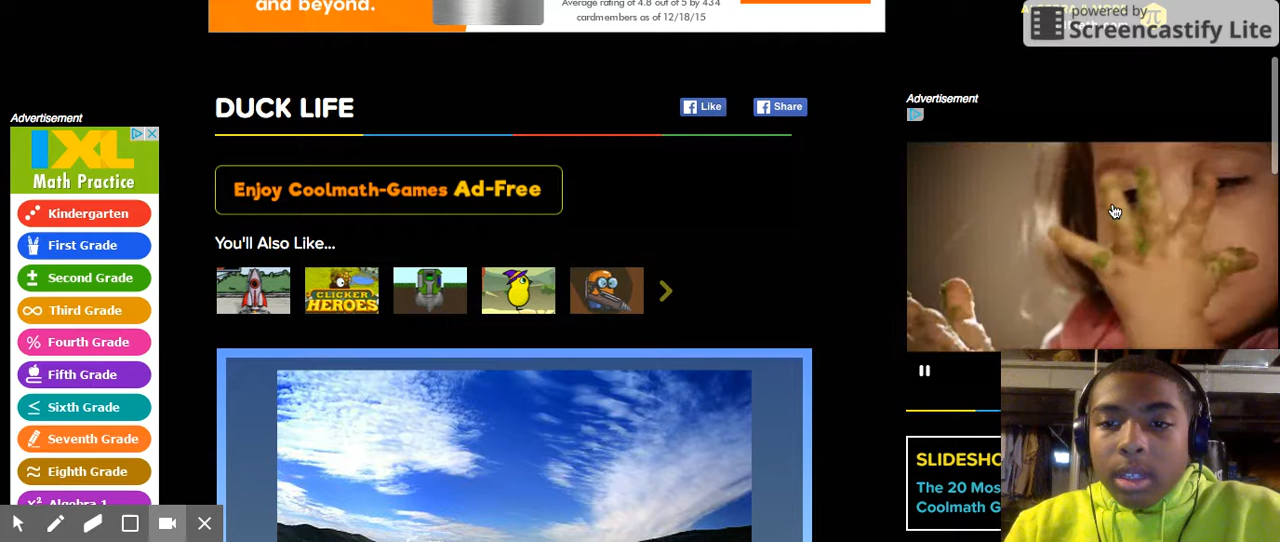 and beyond.
Average rating of 4.8 out of 5 by 434
cardmembers as of 12/18/15
powered by
Screencastify Lite
Advertisement
IXL
Math Practice
Kindergarten
First Grade
Second Grade
Third Grade
Fourth Grade
Fifth Grade
Sixth Grade
Seventh Grade
Eighth Grade
Algebra 1
DUCK LIFE
Like
Share
Enjoy Coolmath-Games Ad-Free
You'll Also Like...
CLICKER
HEROES
Advertisement
SLIDESHO
The 20 Mos
Coolmath G